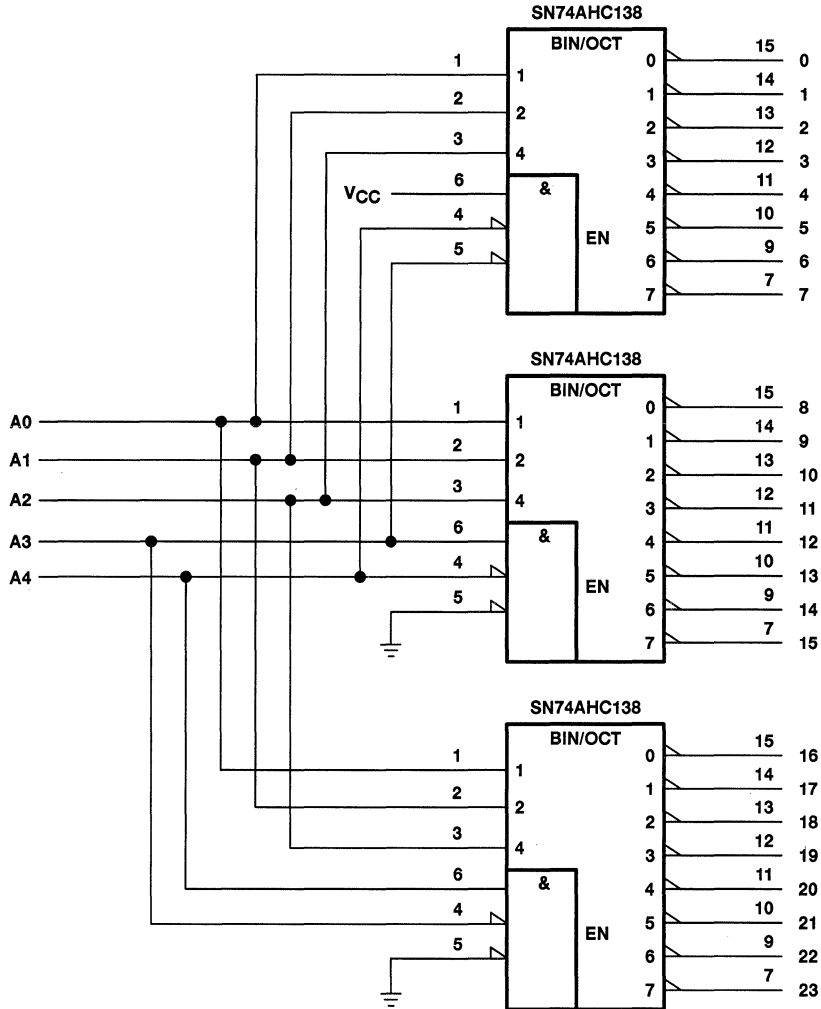 SN74AHC138
BIN/OCT
1 1
2 2
3 4
VCC 6 &
4
5
EN
0 15 0
1 14 1
2 13 2
3 12 3
4 11 4
5 10 5
6 9 6
7 7 7
SN74AHC138
BIN/OCT
A0 1 1
A1 2 2
A2 3 4
A3 6 &
A4 4
5
EN
0 15 8
1 14 9
2 13 10
3 12 11
4 11 12
5 10 13
6 9 14
7 7 15
SN74AHC138
BIN/OCT
1 1
2 2
3 4
6 &
4
5
EN
0 15 16
1 14 17
2 13 18
3 12 19
4 11 20
5 10 21
6 9 22
7 7 23